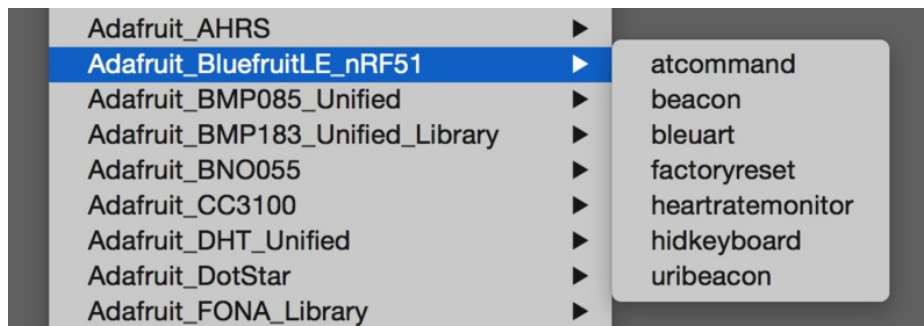 Adafruit_AHRS
Adafruit_BluefruitLE_nRF51
Adafruit_BMP085_Unified
Adafruit_BMP183_Unified_Library
Adafruit_BNO055
Adafruit_CC3100
Adafruit_DHT_Unified
Adafruit_DotStar
Adafruit_FONA_Library
atcommand
beacon
bleuart
factoryreset
heartratemonitor
hidkeyboard
uribeacon